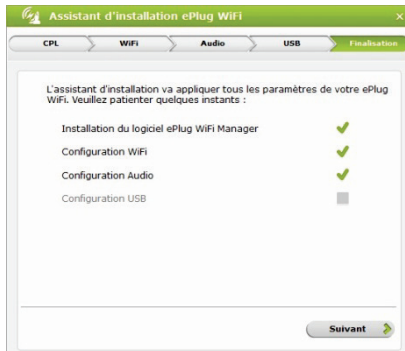 Assistant d'installation ePlug WiFi
CPL
WiFi
Audio
USB
Finalisation
L'assistant d'installation va appliquer tous les paramètres de votre ePlug
WiFi. Veuillez patienter quelques instants :
Installation du logiciel ePlug WiFi Manager
Configuration WiFi
Configuration Audio
Configuration USB
Suivant